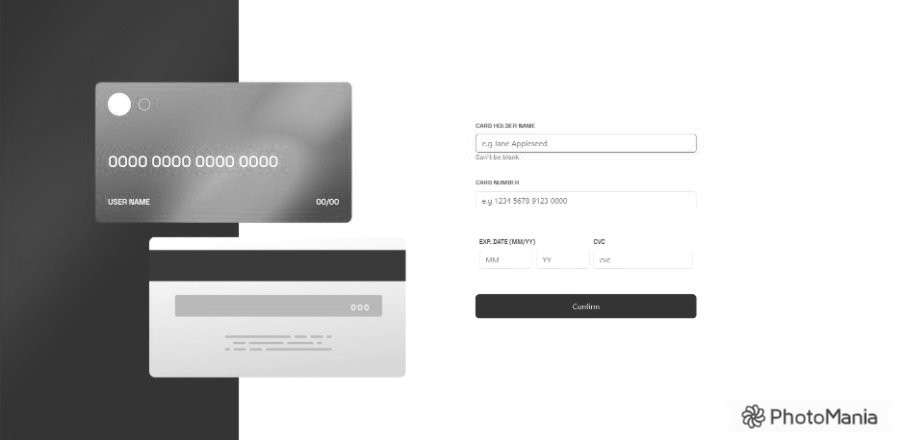 0000 0000 0000 0000
USER NAME 00/00
000
CARD HOLDER NAME
e.g Jane Appleseed
Can't be blank
CARD NUMBER
e.g 1234 5678 9123 0000
EXP. DATE (MM/YY) CVC
MM YY cvc
Confirm
PhotoMania